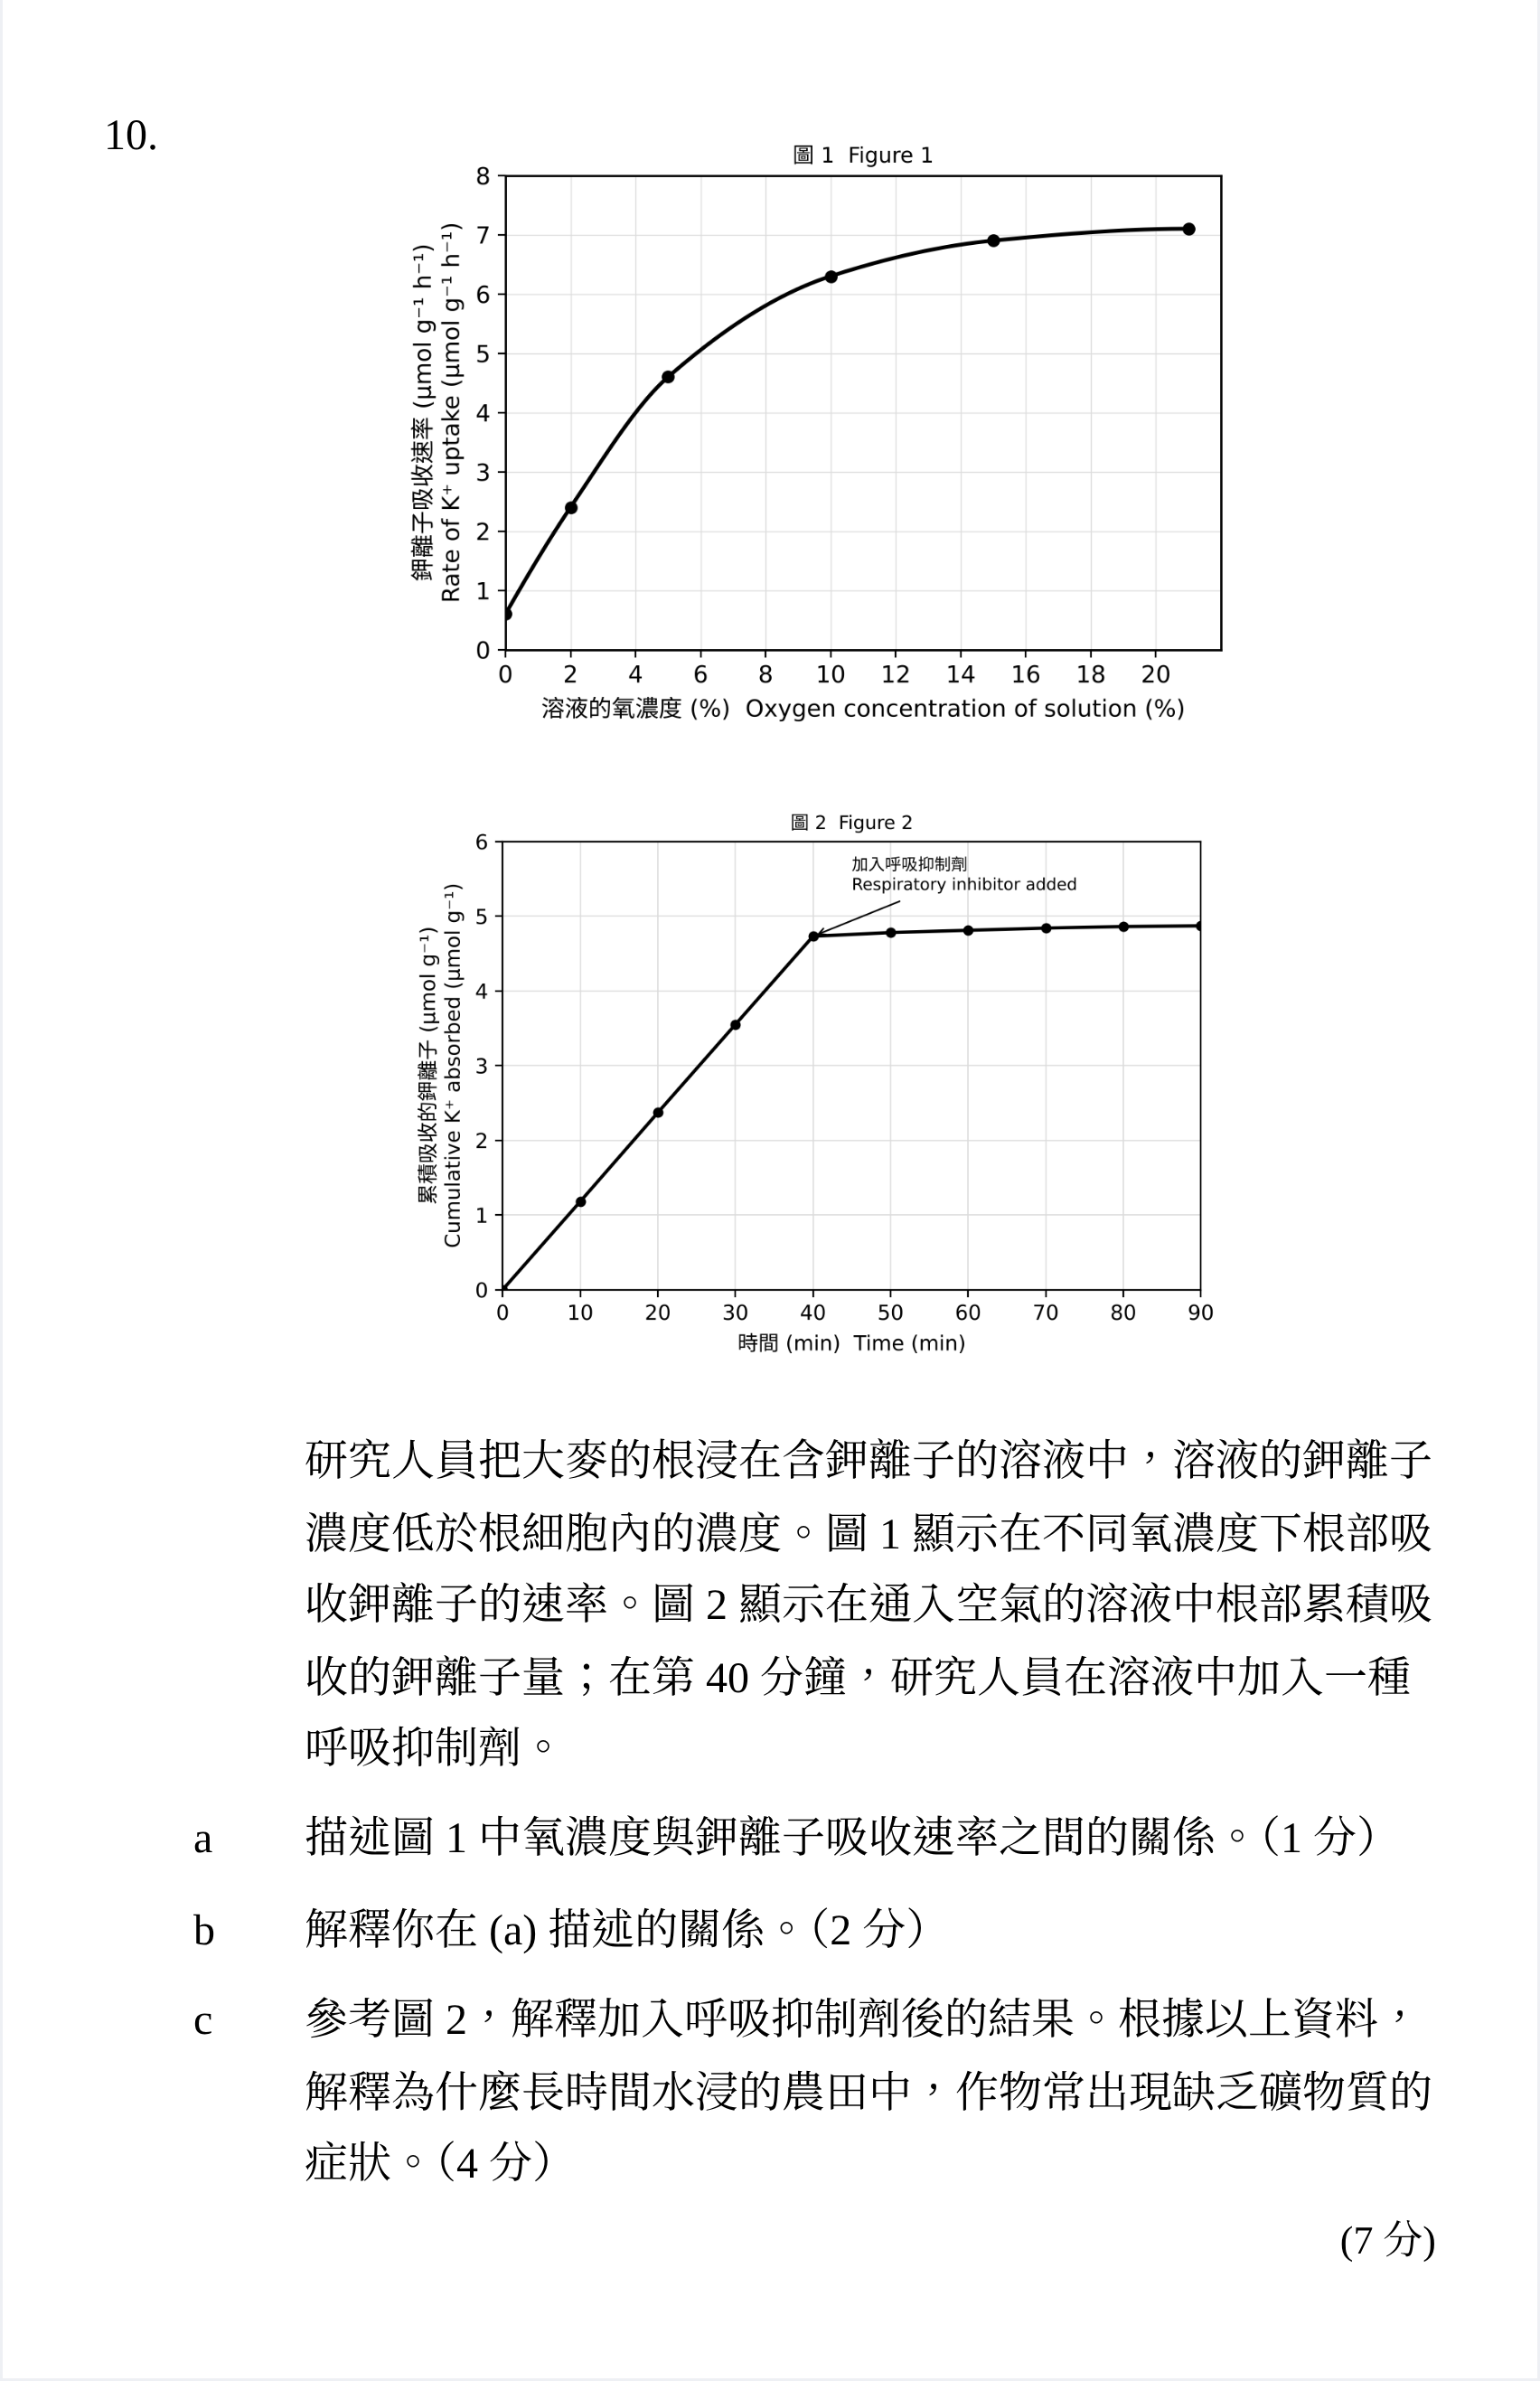 10.
圖 1  Figure 1
鉀離子吸收速率 (μmol g⁻¹ h⁻¹)
Rate of K⁺ uptake (μmol g⁻¹ h⁻¹)
8
7
6
5
4
3
2
1
0
0 2 4 6 8 10 12 14 16 18 20
溶液的氧濃度 (%)  Oxygen concentration of solution (%)
圖 2  Figure 2
加入呼吸抑制劑
Respiratory inhibitor added
累積吸收的鉀離子 (μmol g⁻¹)
Cumulative K⁺ absorbed (μmol g⁻¹)
6
5
4
3
2
1
0
0 10 20 30 40 50 60 70 80 90
時間 (min)  Time (min)
研究人員把大麥的根浸在含鉀離子的溶液中，溶液的鉀離子
濃度低於根細胞內的濃度。圖 1 顯示在不同氧濃度下根部吸
收鉀離子的速率。圖 2 顯示在通入空氣的溶液中根部累積吸
收的鉀離子量；在第 40 分鐘，研究人員在溶液中加入一種
呼吸抑制劑。
a 描述圖 1 中氧濃度與鉀離子吸收速率之間的關係。（1 分）
b 解釋你在 (a) 描述的關係。（2 分）
c 參考圖 2，解釋加入呼吸抑制劑後的結果。根據以上資料，
解釋為什麼長時間水浸的農田中，作物常出現缺乏礦物質的
症狀。（4 分）
(7 分)